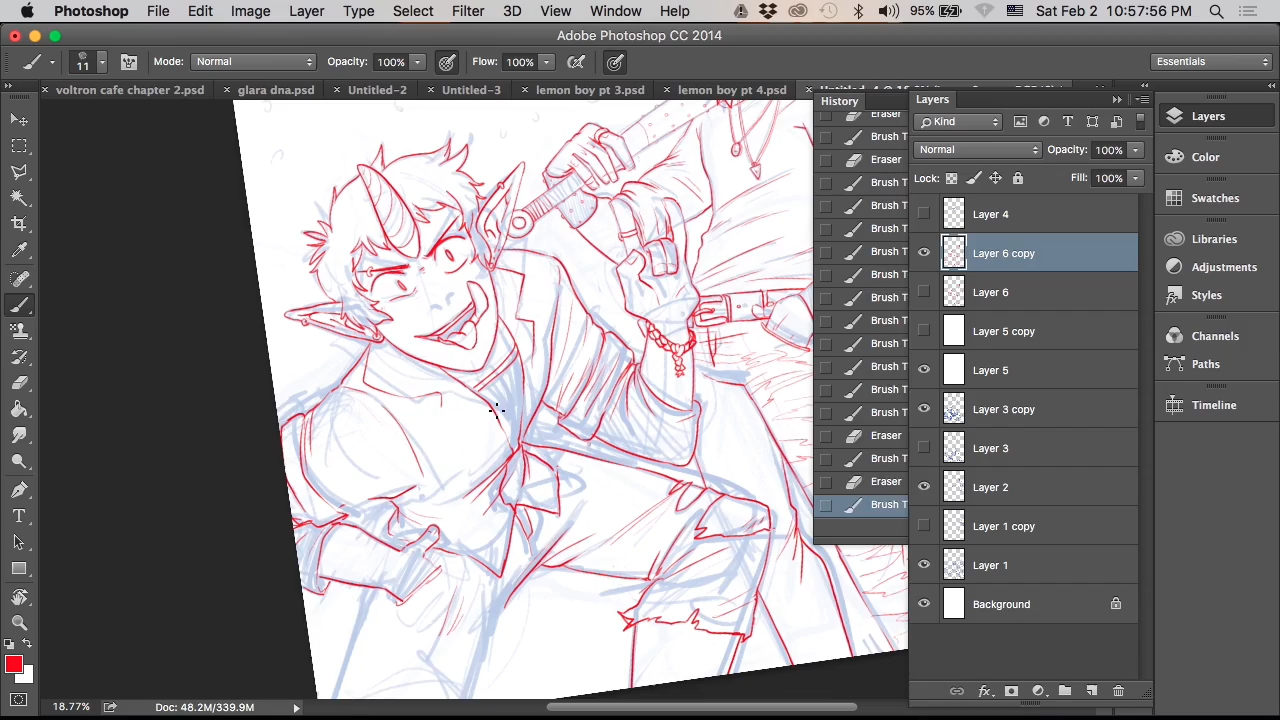 Photoshop File Edit Image Layer Type Select Filter 3D View Window Help 95% Sat Feb 2 10:57:56 PM
Adobe Photoshop CC 2014
11 Mode: Normal Opacity: 100% Flow: 100% Essentials
voltron cafe chapter 2.psd glara dna.psd Untitled-2 Untitled-3 lemon boy pt 3.psd lemon boy pt 4.psd
History
Eraser
Brush T
Eraser
Brush T
Brush T
Brush T
Brush T
Brush T
Brush T
Brush T
Brush T
Brush T
Brush T
Brush T
Eraser
Brush T
Eraser
Brush T
Layers
Kind
Normal Opacity: 100%
Lock: Fill: 100%
Layer 4
Layer 6 copy
Layer 6
Layer 5 copy
Layer 5
Layer 3 copy
Layer 3
Layer 2
Layer 1 copy
Layer 1
Background
fx
Layers
Color
Swatches
Libraries
Adjustments
Styles
Channels
Paths
Timeline
18.77% Doc: 48.2M/339.9M